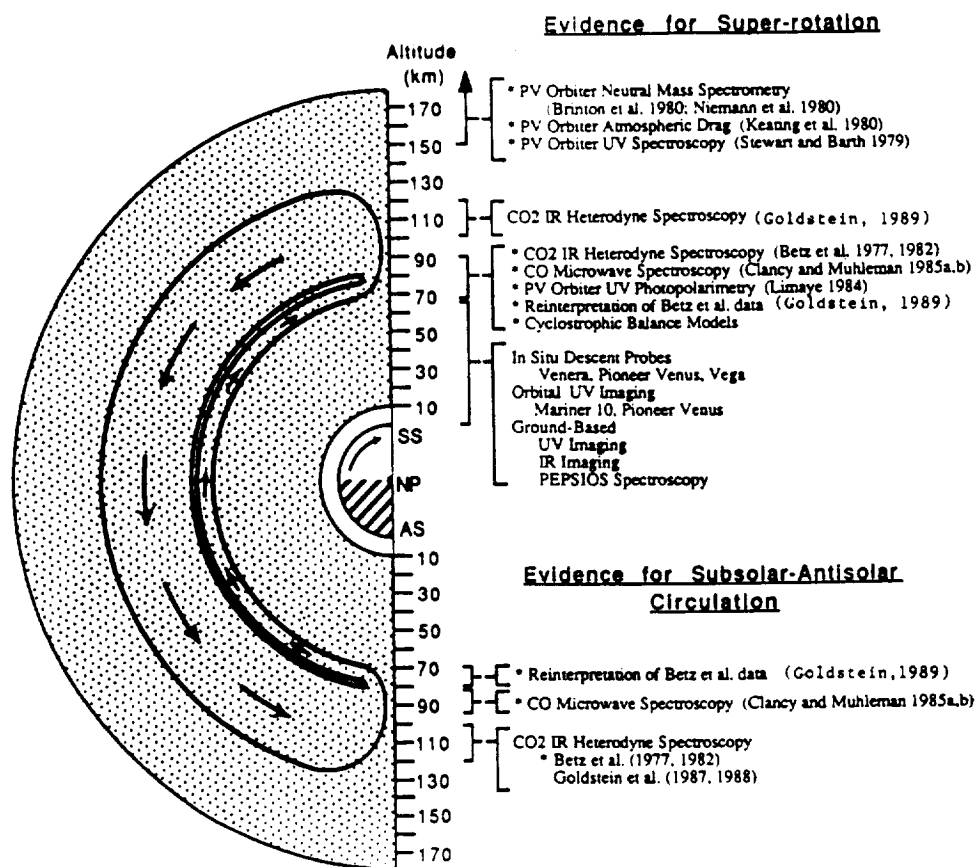 Evidence for Super-rotation
Altitude
(km)
170
150
130
110
90
70
50
30
10
SS
NP
AS
10
30
50
70
90
110
130
150
170
* PV Orbiter Neutral Mass Spectrometry
(Brinton et al. 1980; Niemann et al. 1980)
* PV Orbiter Atmospheric Drag (Keating et al. 1980)
* PV Orbiter UV Spectroscopy (Stewart and Barth 1979)
CO2 IR Heterodyne Spectroscopy (Goldstein, 1989)
* CO2 IR Heterodyne Spectroscopy (Betz et al. 1977, 1982)
* CO Microwave Spectroscopy (Clancy and Muhleman 1985a,b)
* PV Orbiter UV Photopolarimetry (Limaye 1984)
* Reinterpretation of Betz et al. data (Goldstein, 1989)
* Cyclostrophic Balance Models
In Situ Descent Probes
Venera, Pioneer Venus, Vega
Orbital UV Imaging
Mariner 10, Pioneer Venus
Ground-Based
UV Imaging
IR Imaging
PEPSIOS Spectroscopy
Evidence for Subsolar-Antisolar
Circulation
* Reinterpretation of Betz et al. data (Goldstein,1989)
* CO Microwave Spectroscopy (Clancy and Muhleman 1985a,b)
CO2 IR Heterodyne Spectroscopy
* Betz et al. (1977, 1982)
Goldstein et al. (1987, 1988)